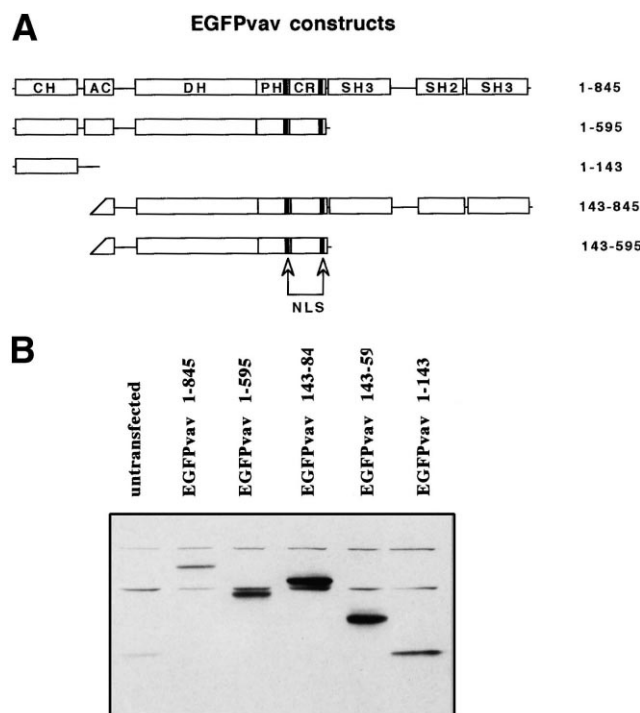 A
EGFPvav constructs
CH AC DH PH CR SH3 SH2 SH3 1-845
1-595
1-143
143-845
143-595
NLS
B
untransfected
EGFPvav 1-845
EGFPvav 1-595
EGFPvav 143-84
EGFPvav 143-59
EGFPvav 1-143